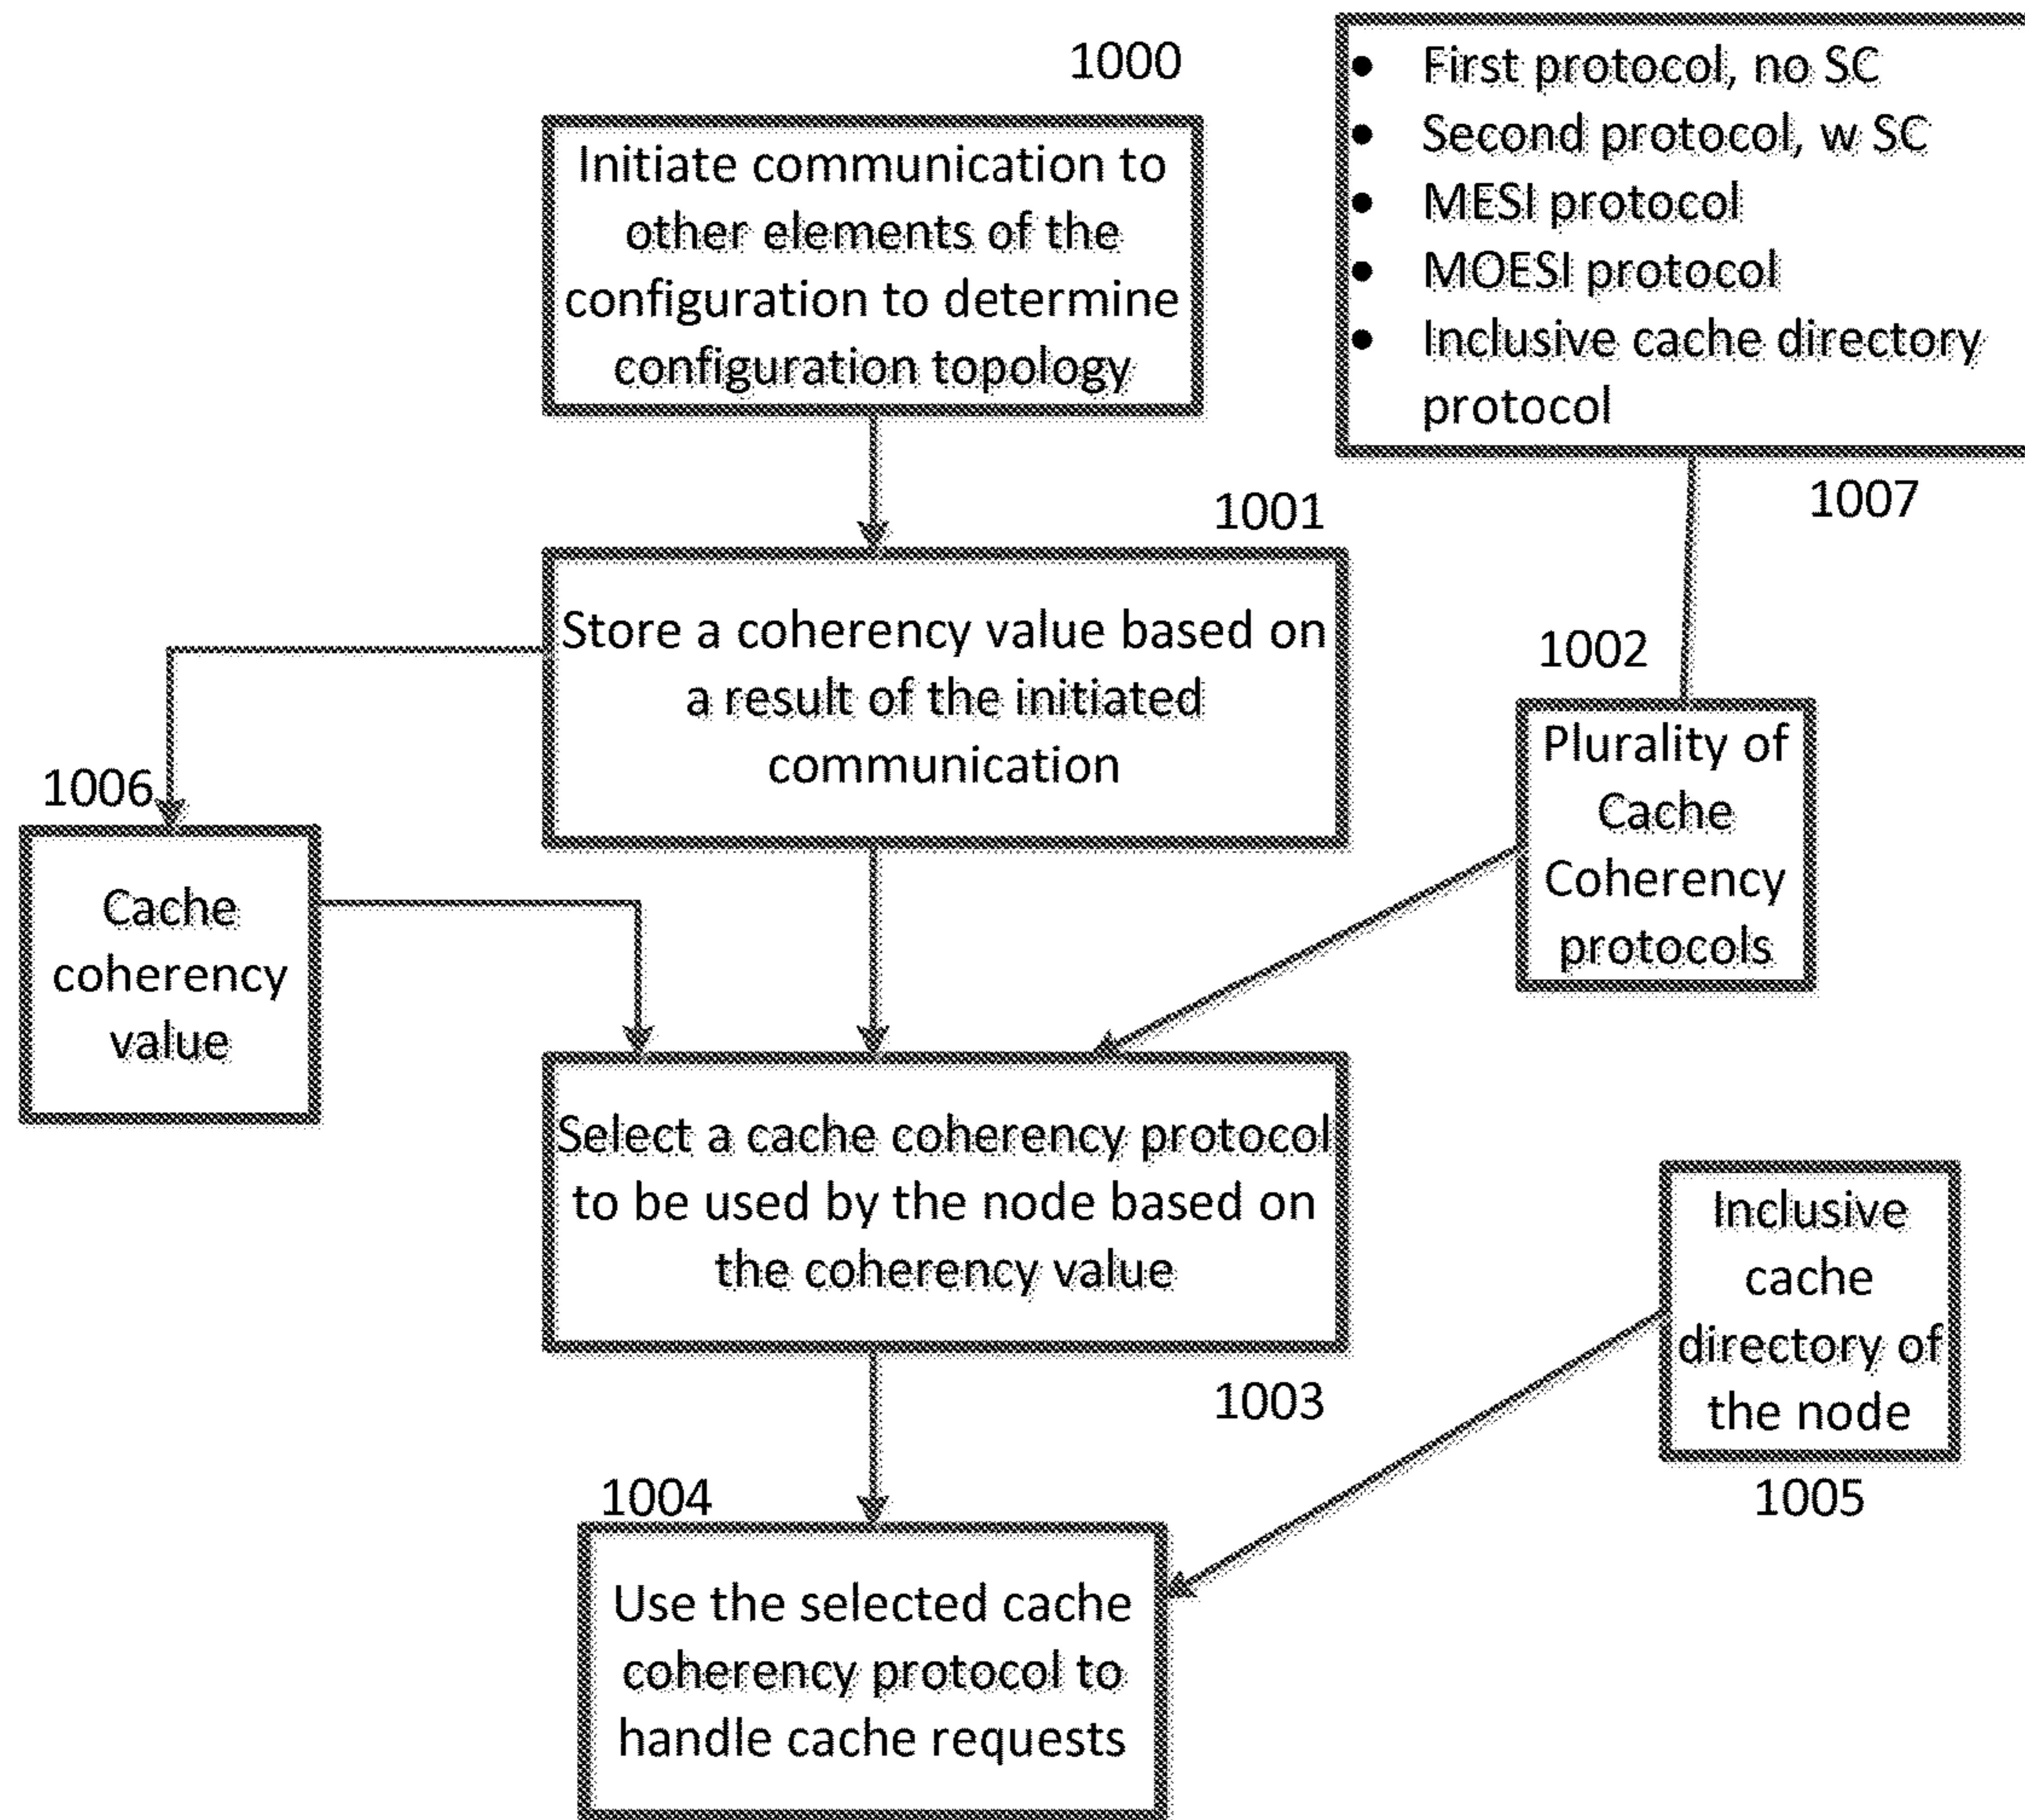 1000
Initiate communication to
other elements of the
configuration to determine
configuration topology
• First protocol, no SC
• Second protocol, w SC
• MESI protocol
• MOESI protocol
• Inclusive cache directory
protocol
1007
1001
Store a coherency value based on
a result of the initiated
communication
1002
Plurality of
Cache
Coherency
protocols
1006
Cache
coherency
value
Select a cache coherency protocol
to be used by the node based on
the coherency value
1003
Inclusive
cache
directory of
the node
1005
1004
Use the selected cache
coherency protocol to
handle cache requests